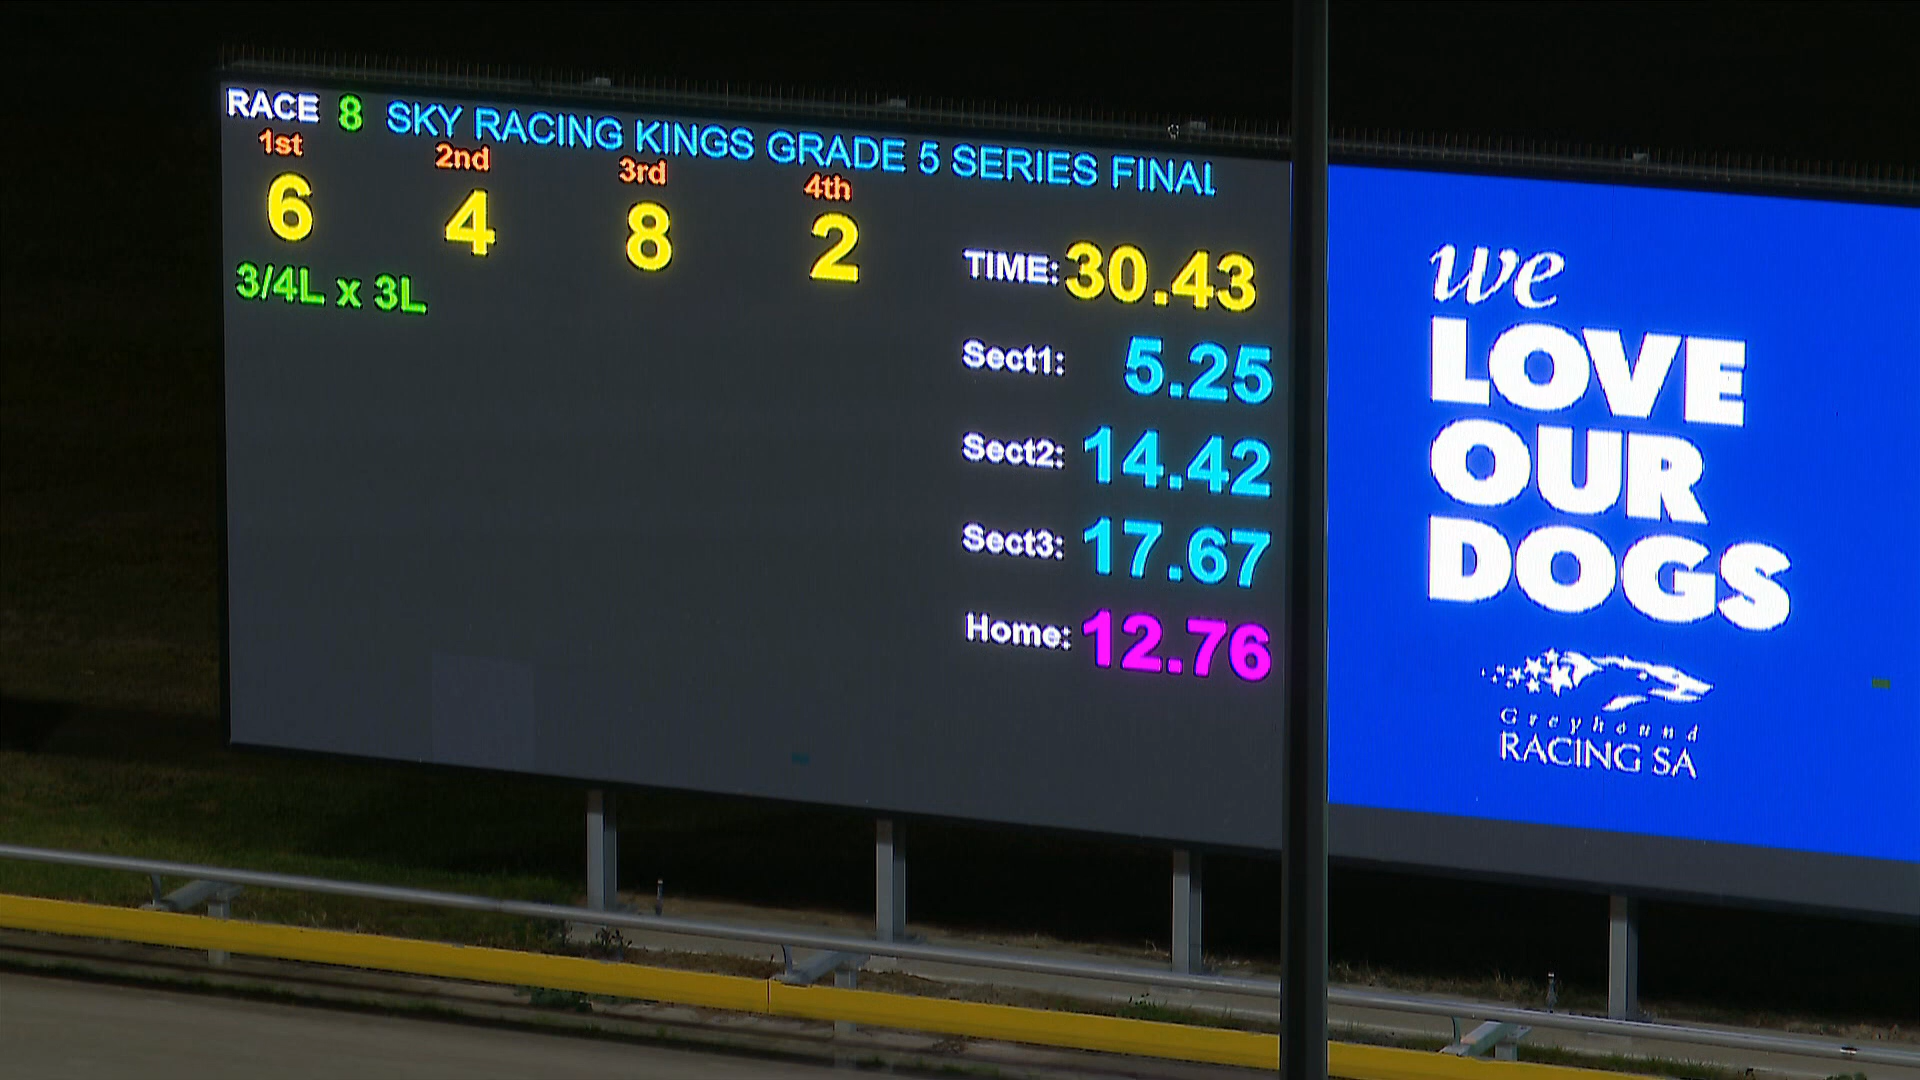 RACE 8 SKY RACING KINGS GRADE 5 SERIES FINAL
1st 2nd 3rd 4th
6 4 8 2
3/4L x 3L
TIME: 30.43
Sect1: 5.25
Sect2: 14.42
Sect3: 17.67
Home: 12.76
we
LOVE
OUR
DOGS
Greyhound
RACING SA